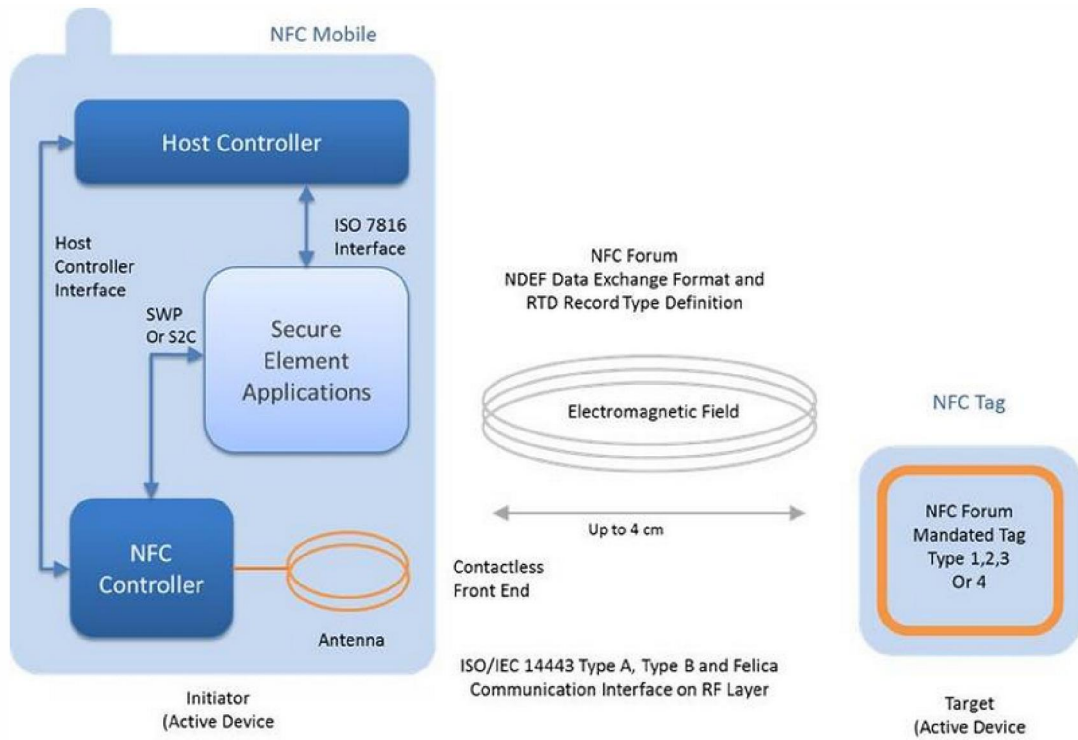 NFC Mobile
Host Controller
ISO 7816
Interface
Host
Controller
Interface
SWP
Or S2C
Secure
Element
Applications
NFC
Controller
Antenna
Initiator
(Active Device
NFC Forum
NDEF Data Exchange Format and
RTD Record Type Definition
Electromagnetic Field
Up to 4 cm
Contactless
Front End
ISO/IEC 14443 Type A, Type B and Felica
Communication Interface on RF Layer
NFC Tag
NFC Forum
Mandated Tag
Type 1,2,3
Or 4
Target
(Active Device